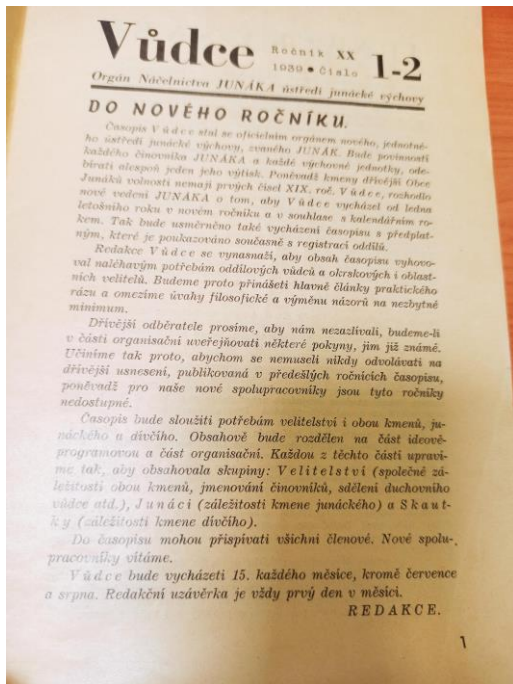 Vůdce Ročník XX 1939 • Číslo 1-2
Orgán Náčelnictva JUNÁKA ústředí junácké výchovy
DO NOVÉHO ROČNÍKU.
Časopis Vůdce stal se oficielním orgánem nového, jednotné-
ho ústředí junácké výchovy, zvaného JUNÁK. Bude povinností
každého činovníka JUNÁKA a každé výchovné jednotky, ode-
bírati alespoň jeden jeho výtisk. Poněvadž kmeny dřívější Obce
Junáků volnosti nemají prvých čísel XIX. roč. Vůdce, rozhodlo
nové vedení JUNÁKA o tom, aby Vůdce vycházel od ledna
letošního roku v novém ročníku a v souhlase s kalendářním ro-
kem. Tak bude usměrněno také vycházení časopisu s předplat-
ným, které je poukazováno současně s registrací oddílů.
Redakce Vůdce se vynasnaží, aby obsah časopisu vyhovo-
val naléhavým potřebám oddílových vůdců a okrskových i oblast-
ních velitelů. Budeme proto přinášeti hlavně články praktického
rázu a omezíme úvahy filosofické a výměnu názorů na nezbytné
minimum.
Dřívější odběratele prosíme, aby nám nezazlívali, budeme-li
v části organisační uveřejňovati některé pokyny, jim již známé.
Učiníme tak proto, abychom se nemuseli nikdy odvolávati na
dřívější usnesení, publikovaná v předešlých ročnících časopisu,
poněvadž pro naše nové spolupracovníky jsou tyto ročníky
nedostupné.
Časopis bude sloužiti potřebám velitelství i obou kmenů, ju-
náckého a dívčího. Obsahově bude rozdělen na část ideově-
programovou a část organisační. Každou z těchto částí upraví-
me tak, aby obsahovala skupiny: Velitelství (společné zá-
ležitosti obou kmenů, jmenování činovníků, sdělení duchovního
vůdce atd.), Junáci (záležitosti kmene junáckého) a Skaut-
ky (záležitosti kmene dívčího).
Do časopisu mohou přispívati všichni členové. Nové spolu-
pracovníky vítáme.
Vůdce bude vycházeti 15. každého měsíce, kromě července
a srpna. Redakční uzávěrka je vždy prvý den v měsíci.
REDAKCE.
1